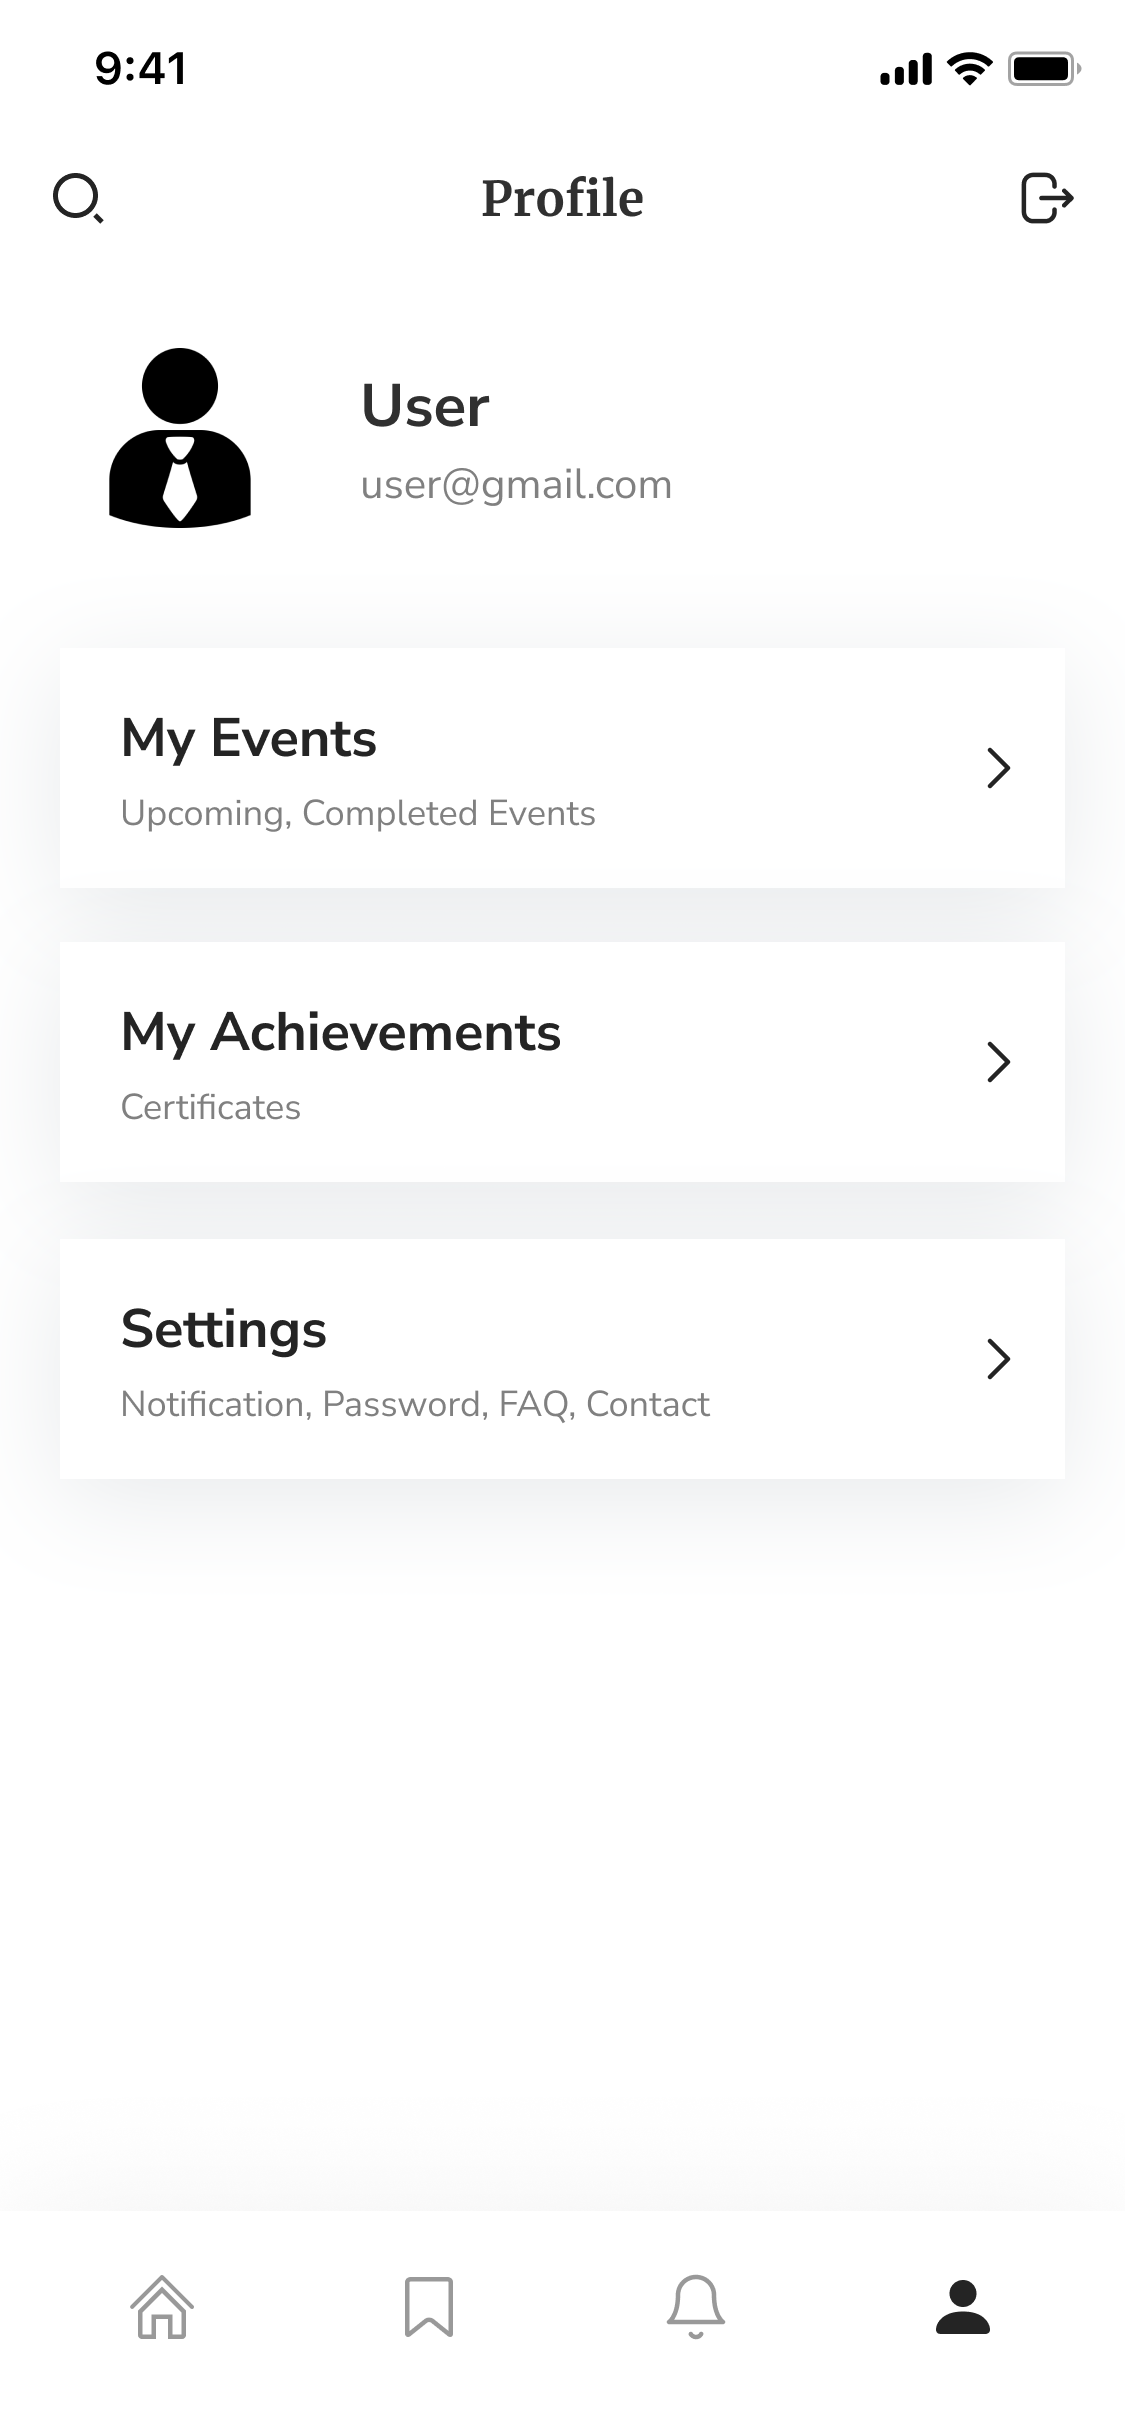 9:41
Profile
User
user@gmail.com
My Events
Upcoming, Completed Events
My Achievements
Certificates
Settings
Notification, Password, FAQ, Contact